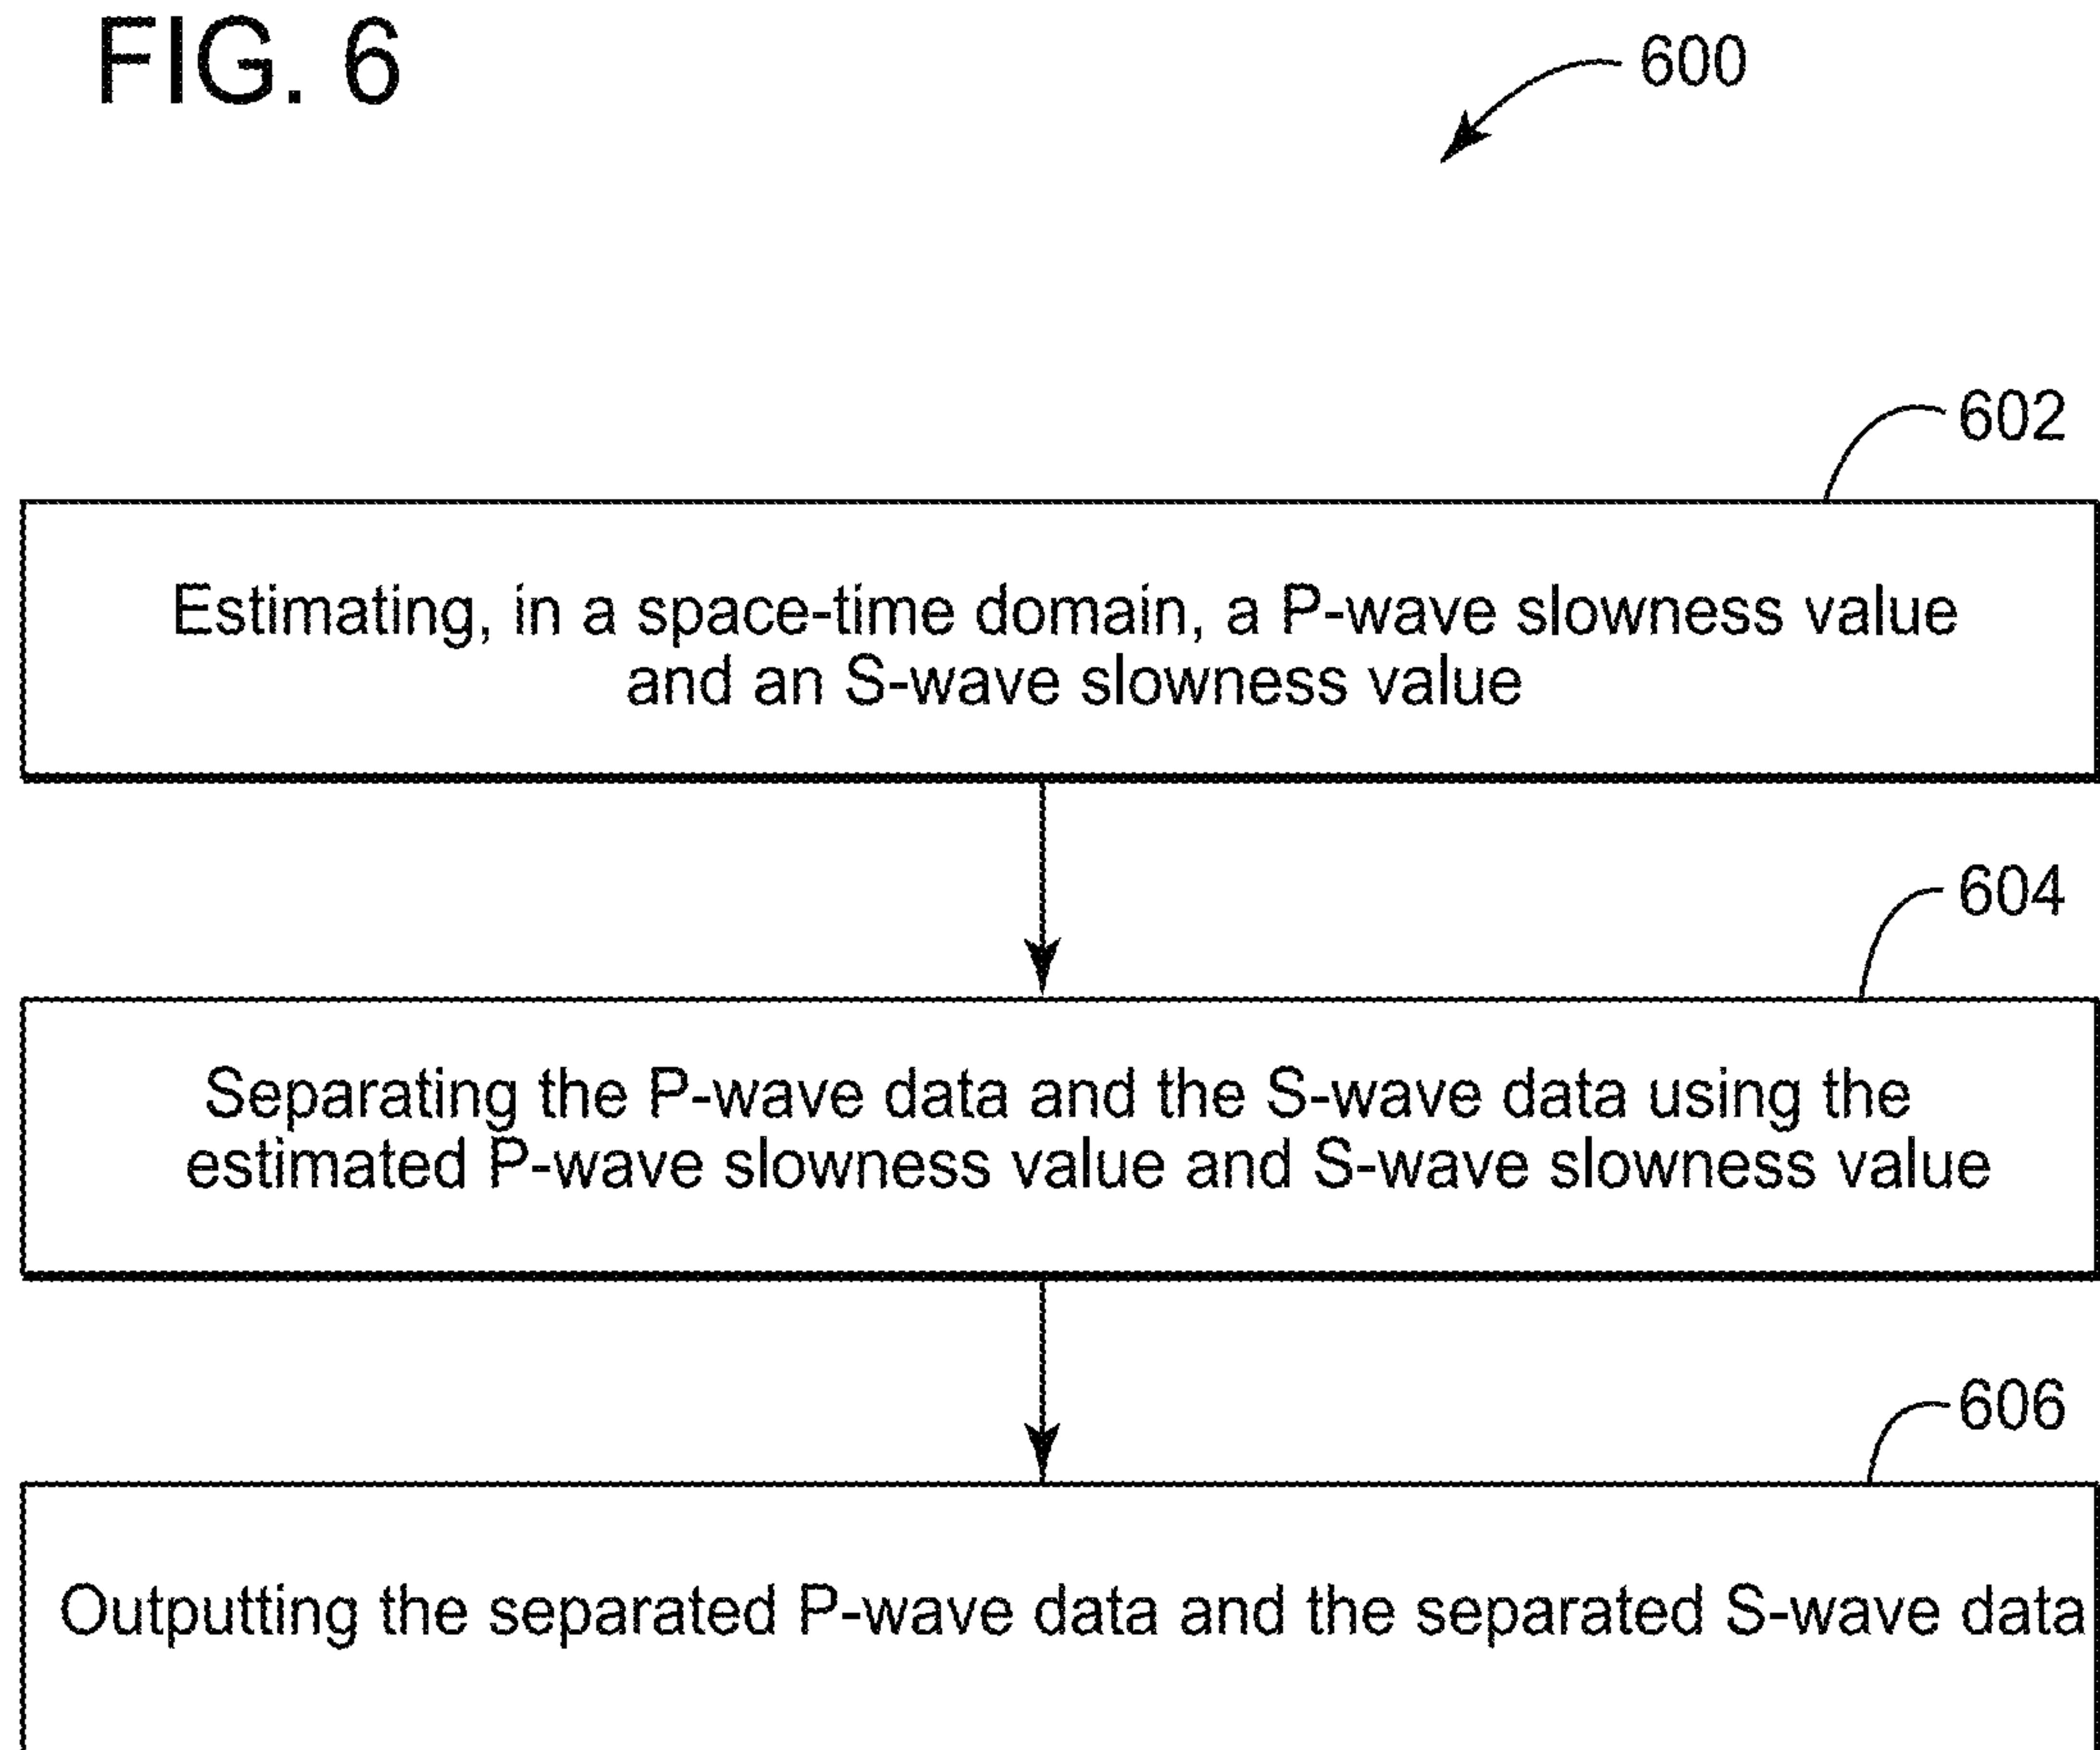 FIG. 6
600
602
Estimating, in a space-time domain, a P-wave slowness value
and an S-wave slowness value
604
Separating the P-wave data and the S-wave data using the
estimated P-wave slowness value and S-wave slowness value
606
Outputting the separated P-wave data and the separated S-wave data